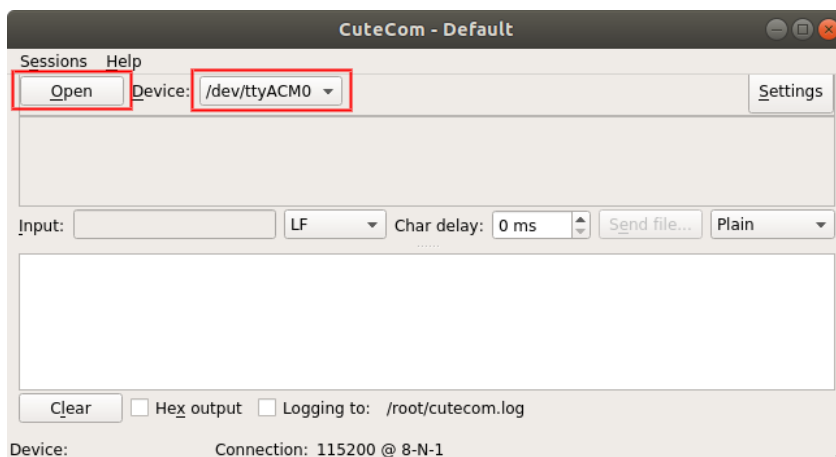 CuteCom - Default
Sessions Help
Open Device: /dev/ttyACM0 Settings
Input: LF Char delay: 0 ms Send file... Plain
Clear Hex output Logging to: /root/cutecom.log
Device: Connection: 115200 @ 8-N-1